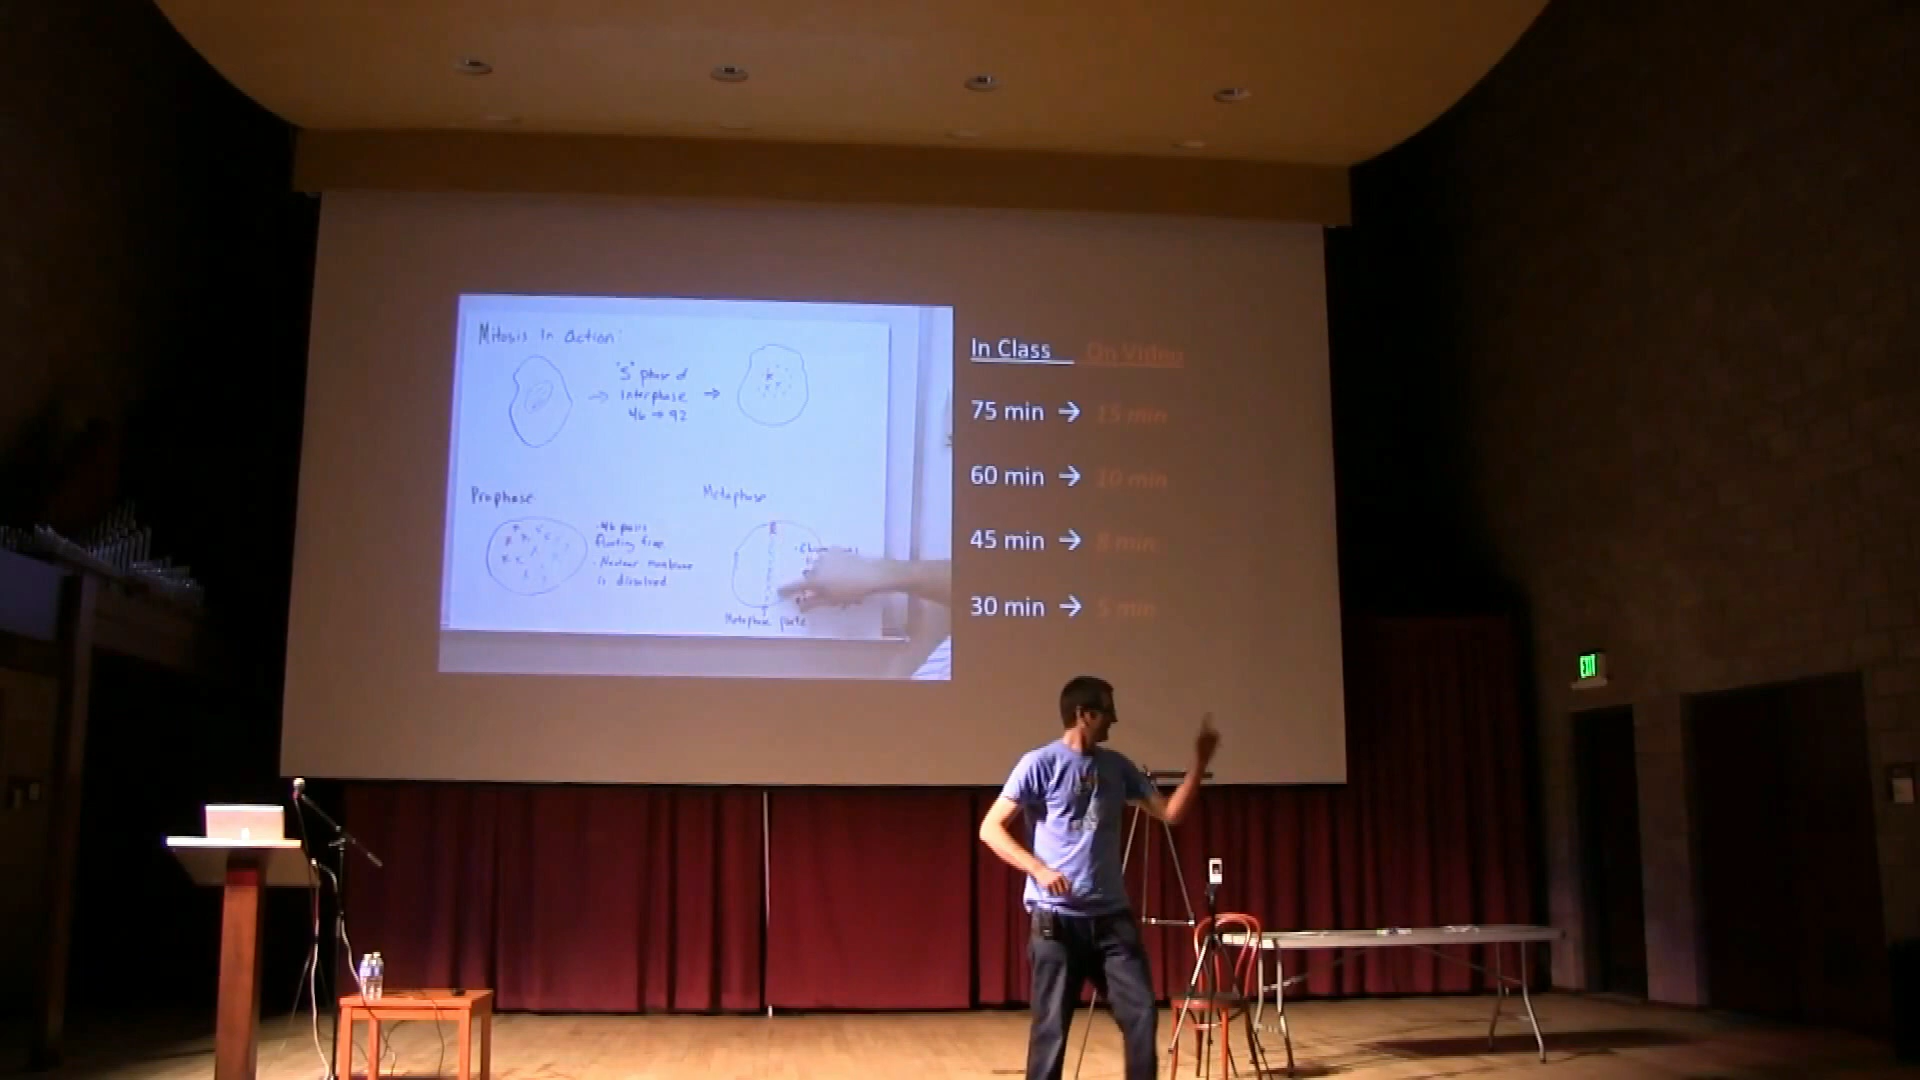 Mitosis in action:
"S" phase of
interphase
46 → 92
Prophase
Metaphase
· 46 pairs
floating free
· Nuclear membrane
is dissolved
Metaphase plate
In Class On Video
75 min → 15 min
60 min → 10 min
45 min → 8 min
30 min → 5 min
EXIT